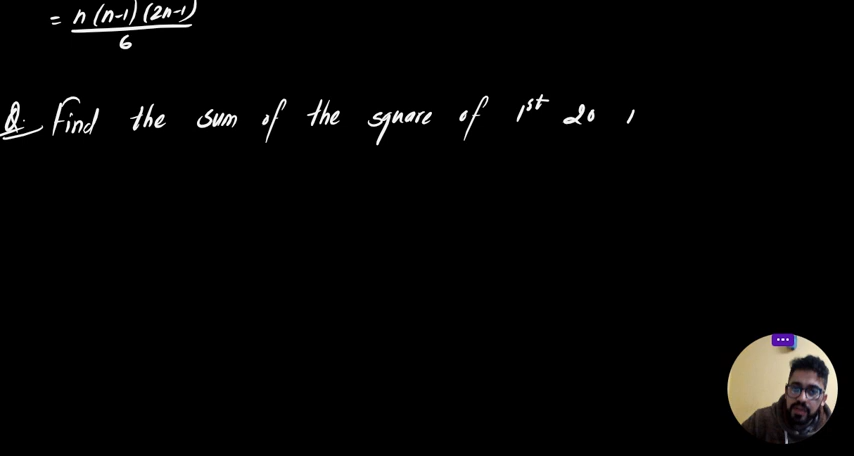 = n(n-1)(2n-1)
6
Q. Find the sum of the square of 1st 20